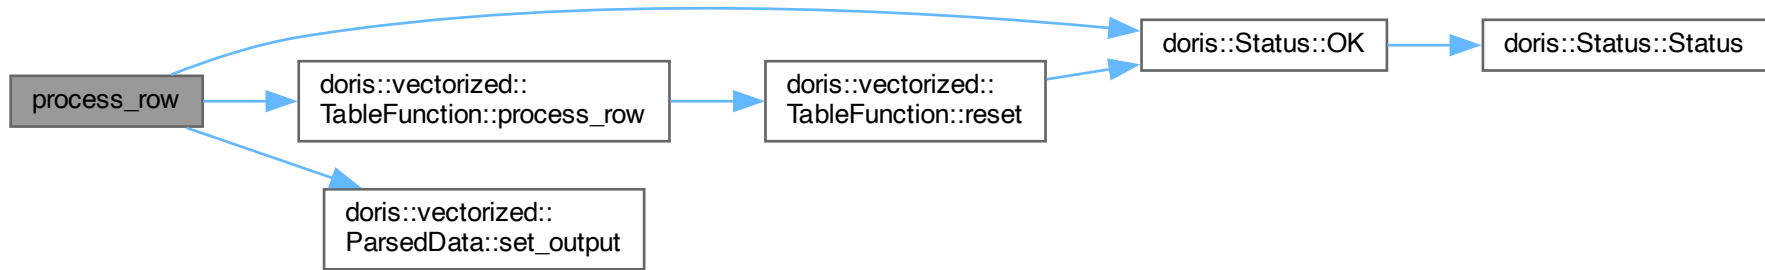 process_row
doris::vectorized::
TableFunction::process_row
doris::vectorized::
ParsedData::set_output
doris::vectorized::
TableFunction::reset
doris::Status::OK
doris::Status::Status